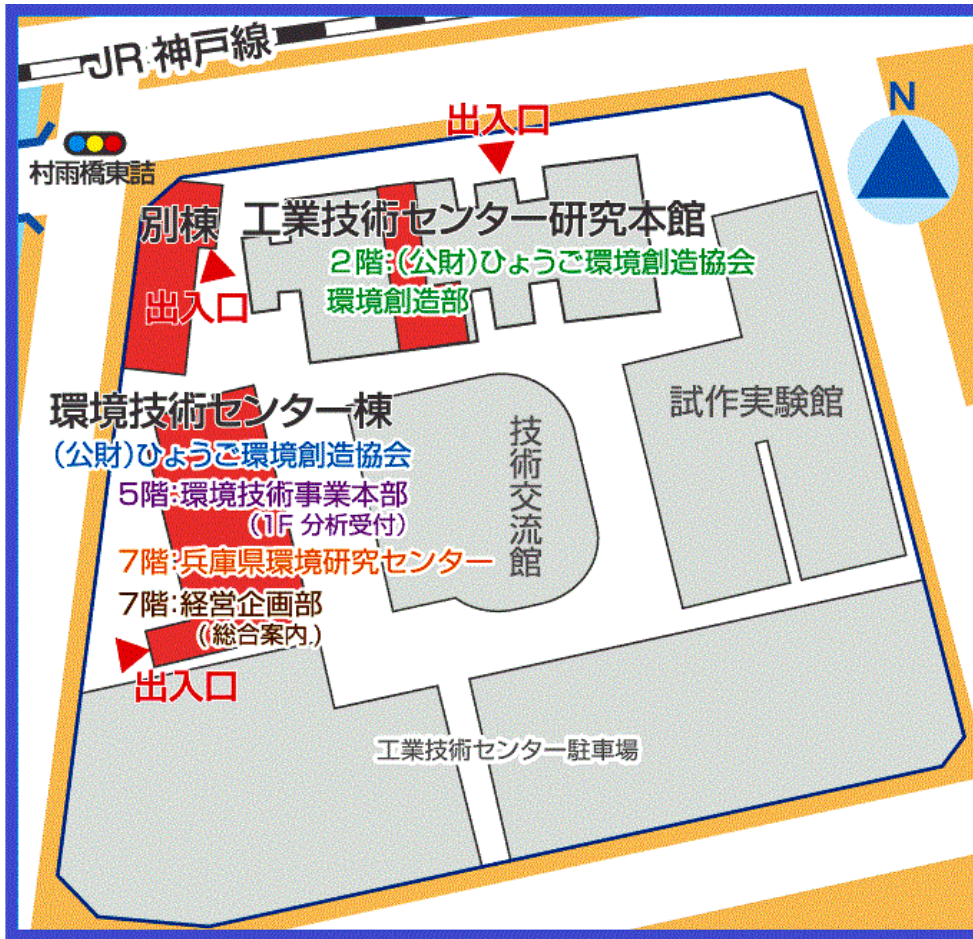 JR 神戸線
N
出入口
村雨橋東詰
別棟
工業技術センター研究本館
2階:(公財)ひょうご環境創造協会
環境創造部
出入口
環境技術センター棟
(公財)ひょうご環境創造協会
5階:環境技術事業本部
(1F 分析受付)
7階:兵庫県環境研究センター
7階:経営企画部
(総合案内)
出入口
技術交流館
試作実験館
工業技術センター駐車場